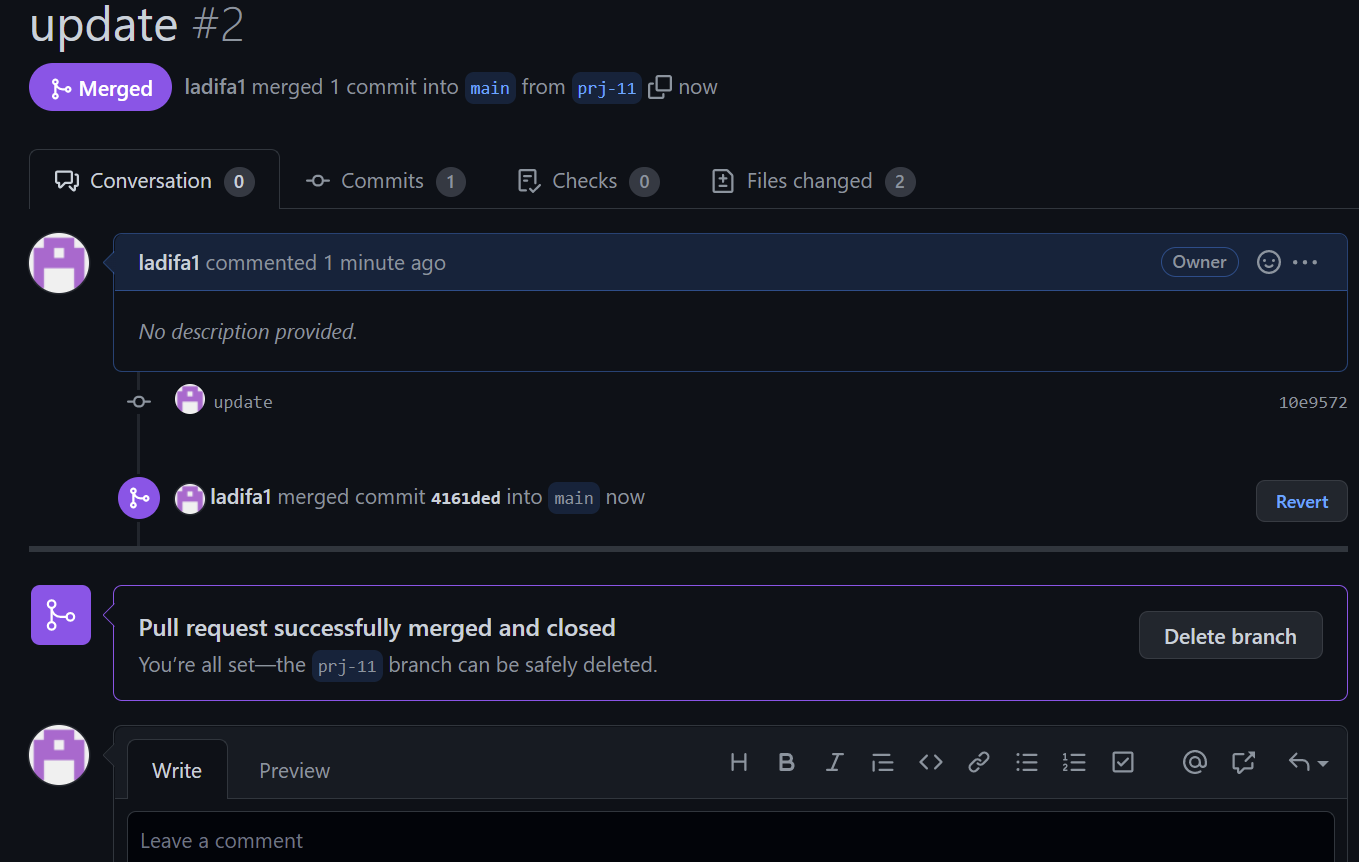 update #2
Merged ladifa1 merged 1 commit into main from prj-11 now
Conversation 0 Commits 1 Checks 0 Files changed 2
ladifa1 commented 1 minute ago Owner
No description provided.
update 10e9572
ladifa1 merged commit 4161ded into main now Revert
Pull request successfully merged and closed
You’re all set—the prj-11 branch can be safely deleted. Delete branch
Write Preview
Leave a comment